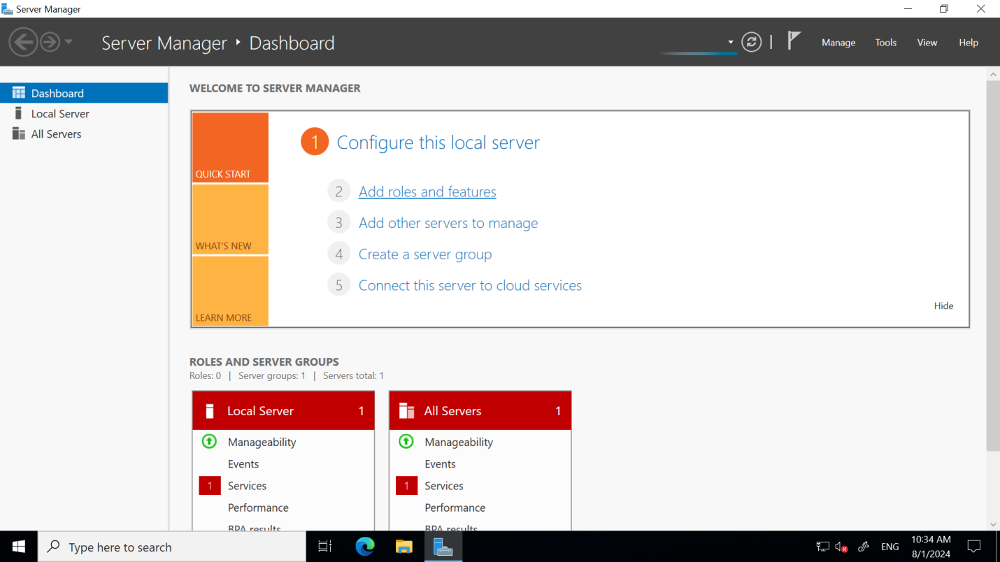 Server Manager
Server Manager ‣ Dashboard
Manage
Tools
View
Help
Dashboard
Local Server
All Servers
WELCOME TO SERVER MANAGER
QUICK START
WHAT'S NEW
LEARN MORE
1 Configure this local server
2 Add roles and features
3 Add other servers to manage
4 Create a server group
5 Connect this server to cloud services
Hide
ROLES AND SERVER GROUPS
Roles: 0 | Server groups: 1 | Servers total: 1
Local Server 1
Manageability
Events
1 Services
Performance
BPA results
All Servers 1
Manageability
Events
1 Services
Performance
BPA results
Type here to search
ENG
10:34 AM
8/1/2024